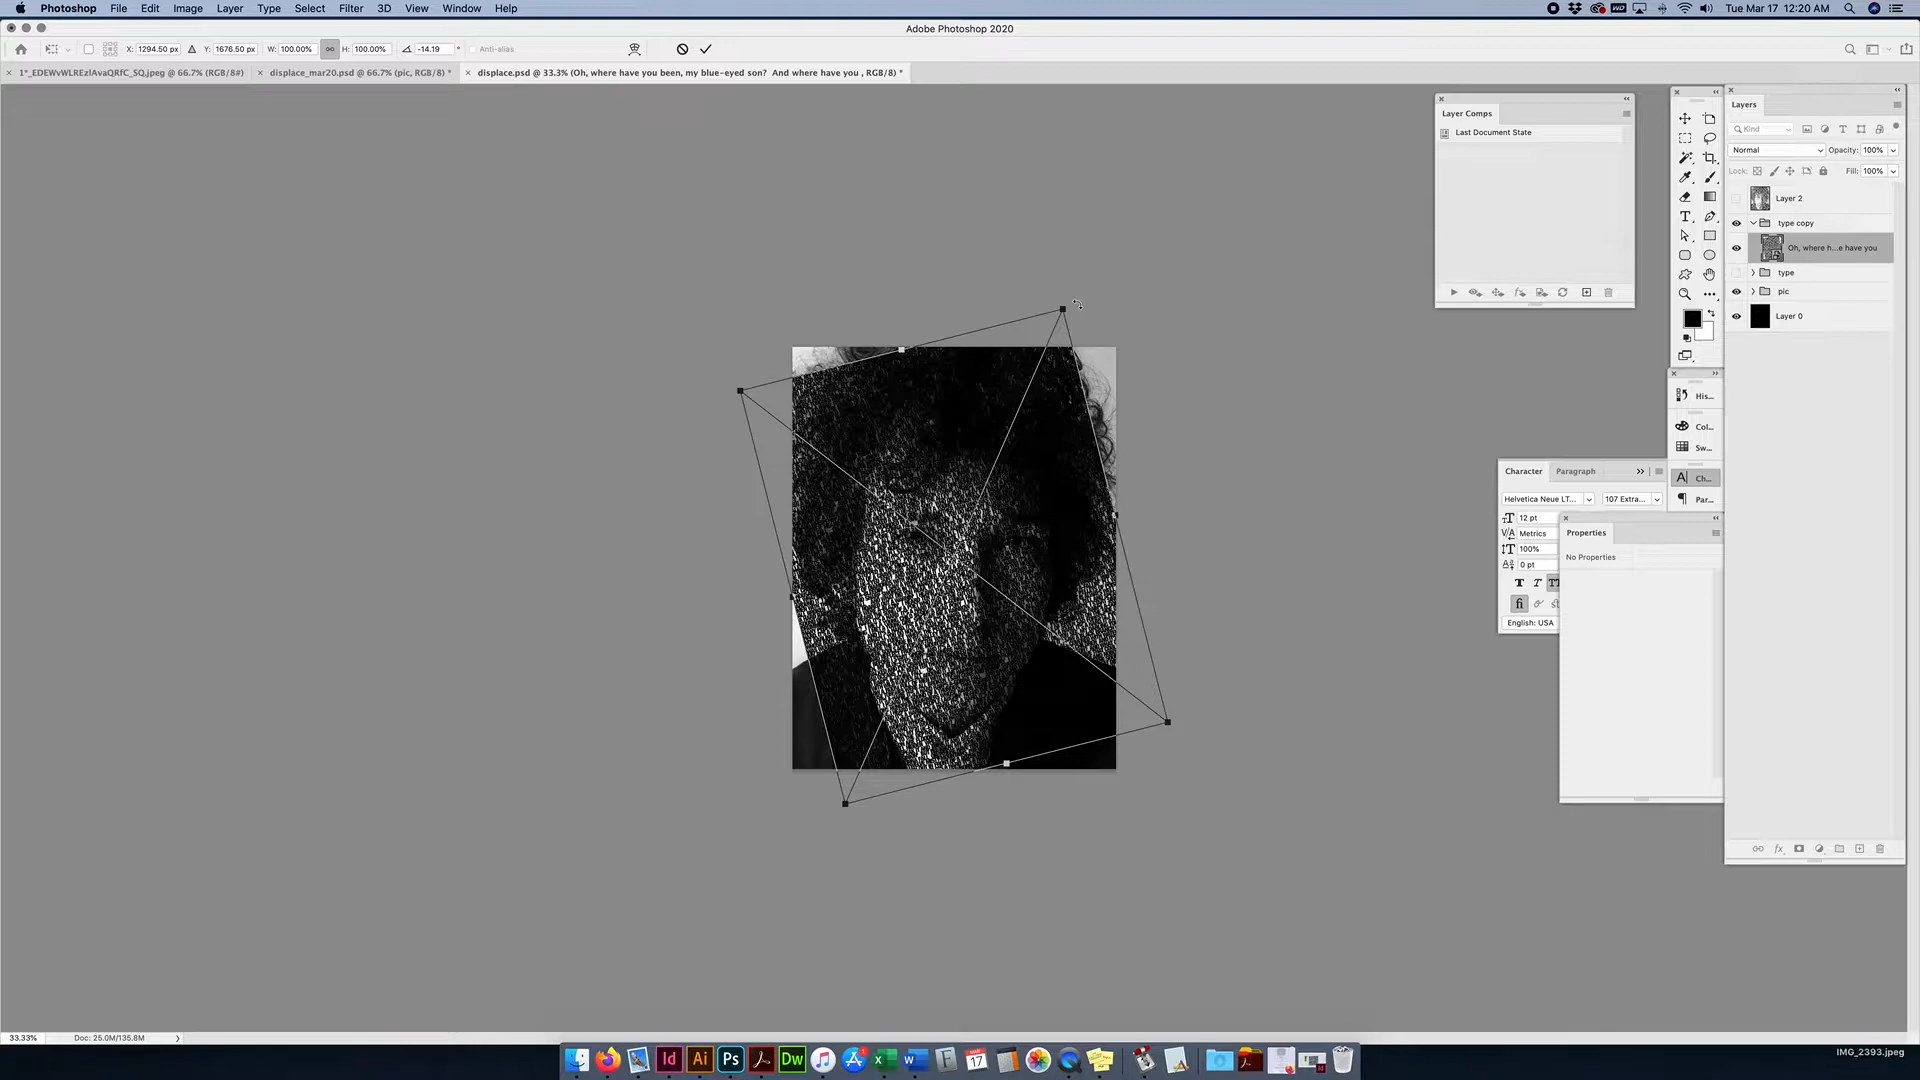 Photoshop File Edit Image Layer Type Select Filter 3D View Window Help
Tue Mar 17 12:20 AM
Adobe Photoshop 2020
X: 1294.50 px Y: 1676.50 px W: 100.00% H: 100.00% -14.19 ° Anti-alias
1*_EDEWvWLREzlAvaQRfC_SQ.jpeg @ 66.7% (RGB/8#)
displace_mar20.psd @ 66.7% (pic, RGB/8) *
displace.psd @ 33.3% (Oh, where have you been, my blue-eyed son? And where have you , RGB/8) *
Layer Comps
Last Document State
Layers
Kind
Normal Opacity: 100%
Lock: Fill: 100%
Layer 2
type copy
Oh, where h...e have you
type
pic
Layer 0
His...
Col...
Sw...
Ch...
Par...
Character Paragraph
Helvetica Neue LT... 107 Extra...
12 pt
Metrics
100%
0 pt
English: USA
Properties
No Properties
33.33% Doc: 25.0M/135.8M
Id Ai Ps Dw
17
IMG_2393.jpeg